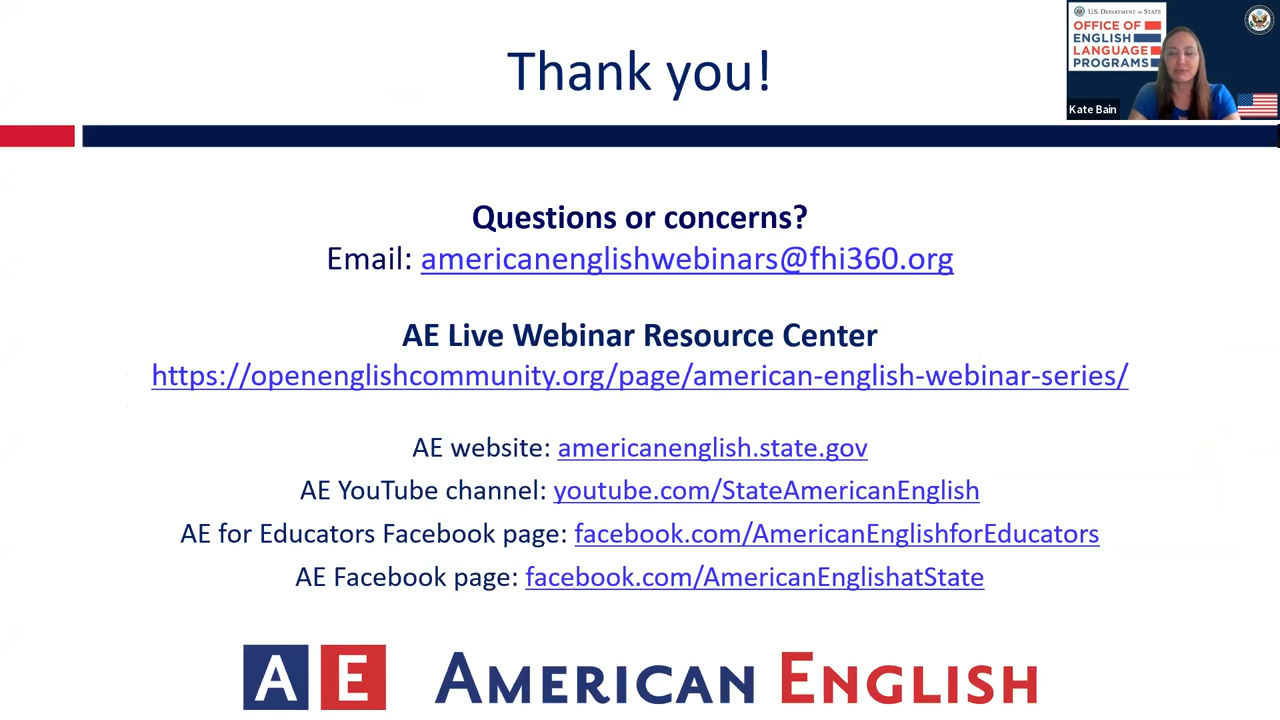 Thank you!
U.S. DEPARTMENT OF STATE
OFFICE OF
ENGLISH
LANGUAGE
PROGRAMS
Kate Bain
Questions or concerns?
Email: americanenglishwebinars@fhi360.org
AE Live Webinar Resource Center
https://openenglishcommunity.org/page/american-english-webinar-series/
AE website: americanenglish.state.gov
AE YouTube channel: youtube.com/StateAmericanEnglish
AE for Educators Facebook page: facebook.com/AmericanEnglishforEducators
AE Facebook page: facebook.com/AmericanEnglishatState
AE AMERICAN ENGLISH